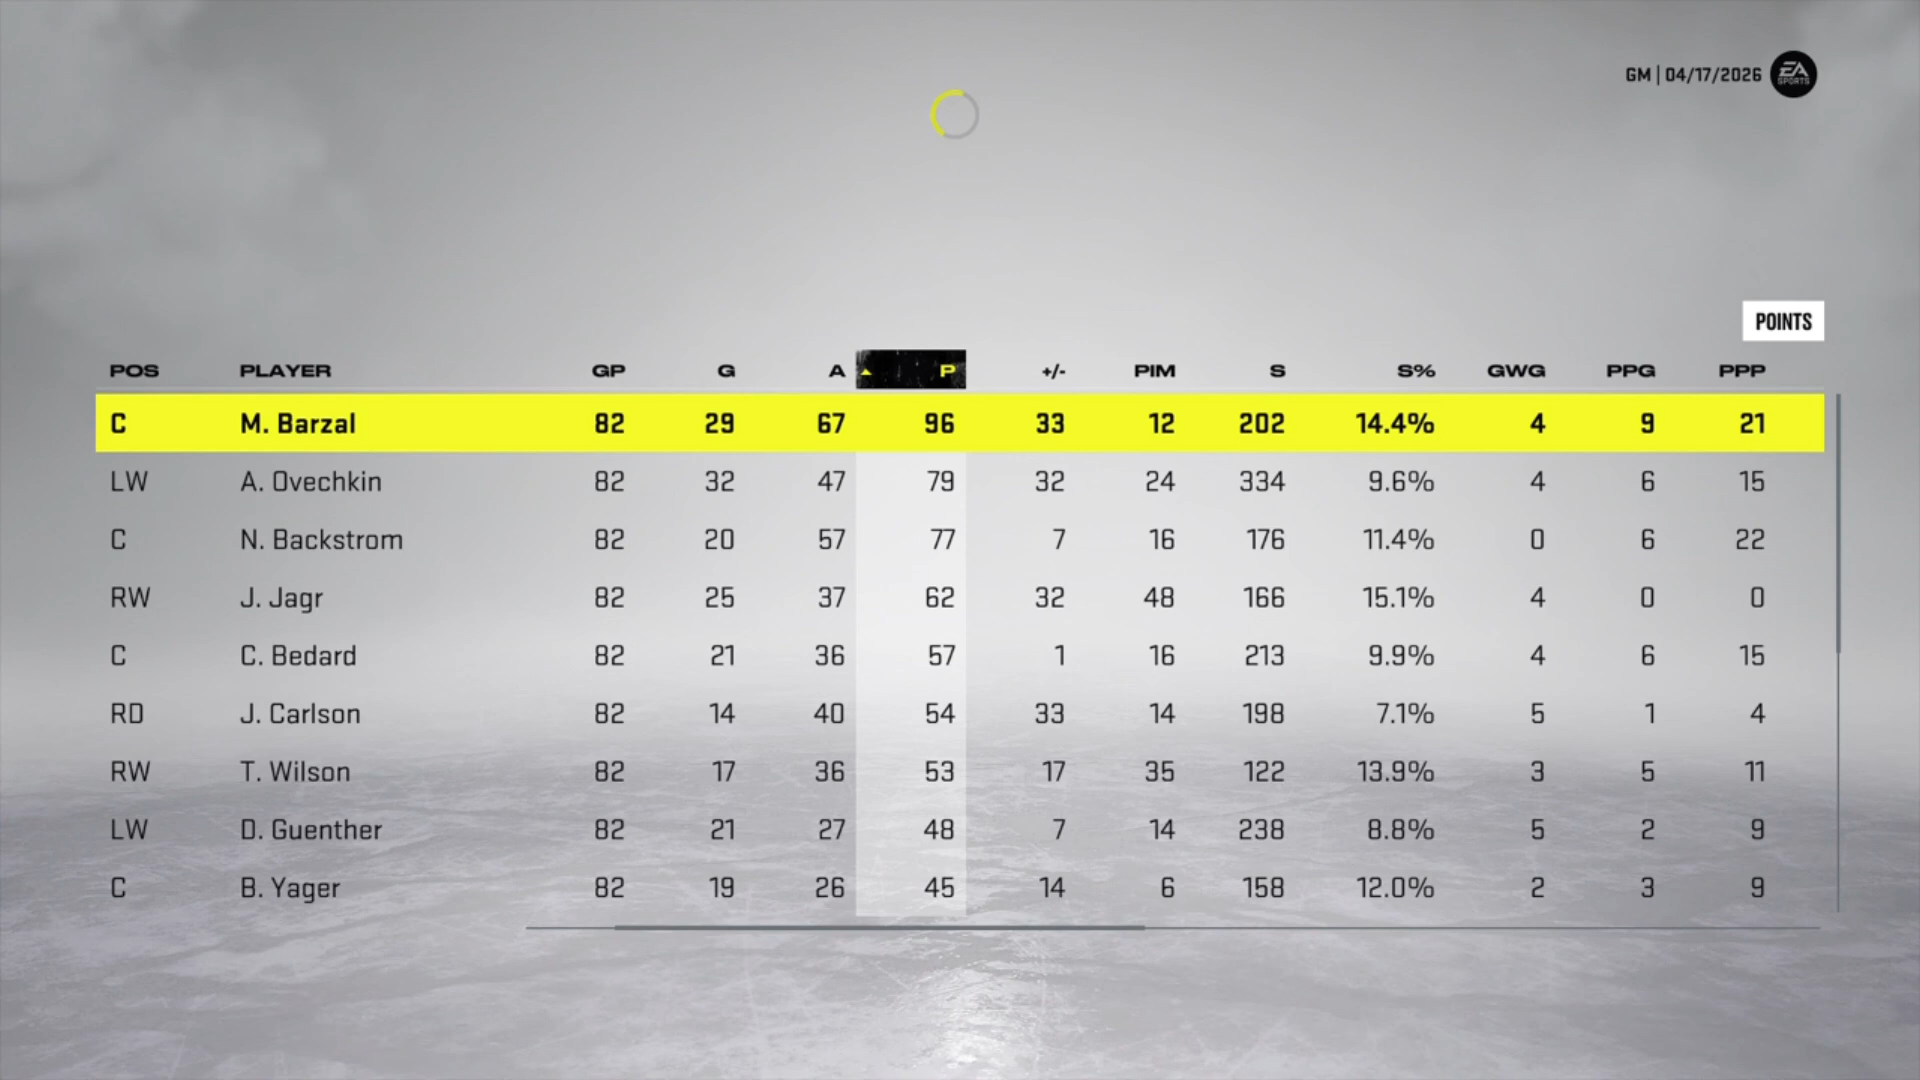 GM | 04/17/2026 EA SPORTS
POINTS
POS PLAYER GP G A P +/- PIM S S% GWG PPG PPP
C M. Barzal 82 29 67 96 33 12 202 14.4% 4 9 21
LW A. Ovechkin 82 32 47 79 32 24 334 9.6% 4 6 15
C N. Backstrom 82 20 57 77 7 16 176 11.4% 0 6 22
RW J. Jagr 82 25 37 62 32 48 166 15.1% 4 0 0
C C. Bedard 82 21 36 57 1 16 213 9.9% 4 6 15
RD J. Carlson 82 14 40 54 33 14 198 7.1% 5 1 4
RW T. Wilson 82 17 36 53 17 35 122 13.9% 3 5 11
LW D. Guenther 82 21 27 48 7 14 238 8.8% 5 2 9
C B. Yager 82 19 26 45 14 6 158 12.0% 2 3 9